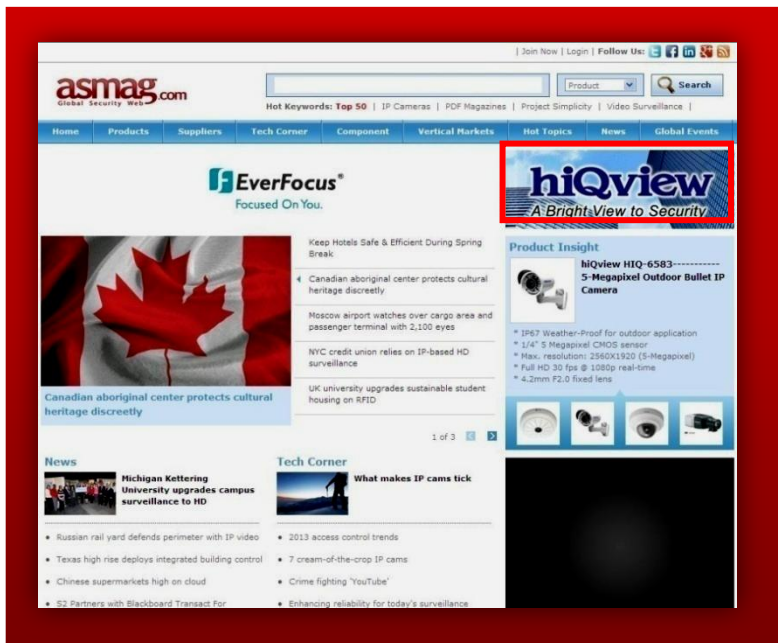 | Join Now | Login | Follow Us:
asmag.com
Global Security Web
Product
Search
Hot Keywords: Top 50 | IP Cameras | PDF Magazines | Project Simplicity | Video Surveillance |
Home Products Suppliers Tech Corner Component Vertical Markets Hot Topics News Global Events
EverFocus®
Focused On You.
hiQview
A Bright View to Security
Keep Hotels Safe & Efficient During Spring
Break
Canadian aboriginal center protects cultural
heritage discreetly
Moscow airport watches over cargo area and
passenger terminal with 2,100 eyes
NYC credit union relies on IP-based HD
surveillance
UK university upgrades sustainable student
housing on RFID
Canadian aboriginal center protects cultural
heritage discreetly
1 of 3
Product Insight
hiQview HIQ-6583-----------
5-Megapixel Outdoor Bullet IP
Camera
* IP67 Weather-Proof for outdoor application
* 1/4" 5 Megapixel CMOS sensor
* Max. resolution: 2560X1920 (5-Megapixel)
* Full HD 30 fps @ 1080p real-time
* 4.2mm F2.0 fixed lens
News
Michigan Kettering
University upgrades campus
surveillance to HD
• Russian rail yard defends perimeter with IP video
• Texas high rise deploys integrated building control
• Chinese supermarkets high on cloud
• S2 Partners with Blackboard Transact For
Tech Corner
What makes IP cams tick
• 2013 access control trends
• 7 cream-of-the-crop IP cams
• Crime fighting 'YouTube'
• Enhancing reliability for today's surveillance